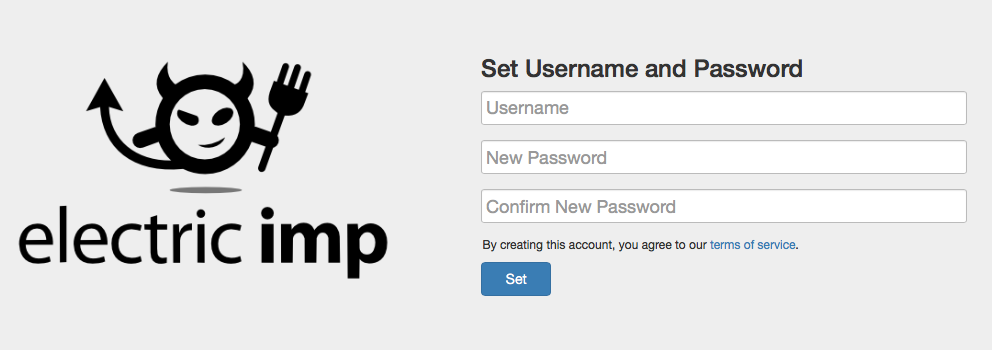 electric imp
Set Username and Password
Username
New Password
Confirm New Password
By creating this account, you agree to our terms of service.
Set